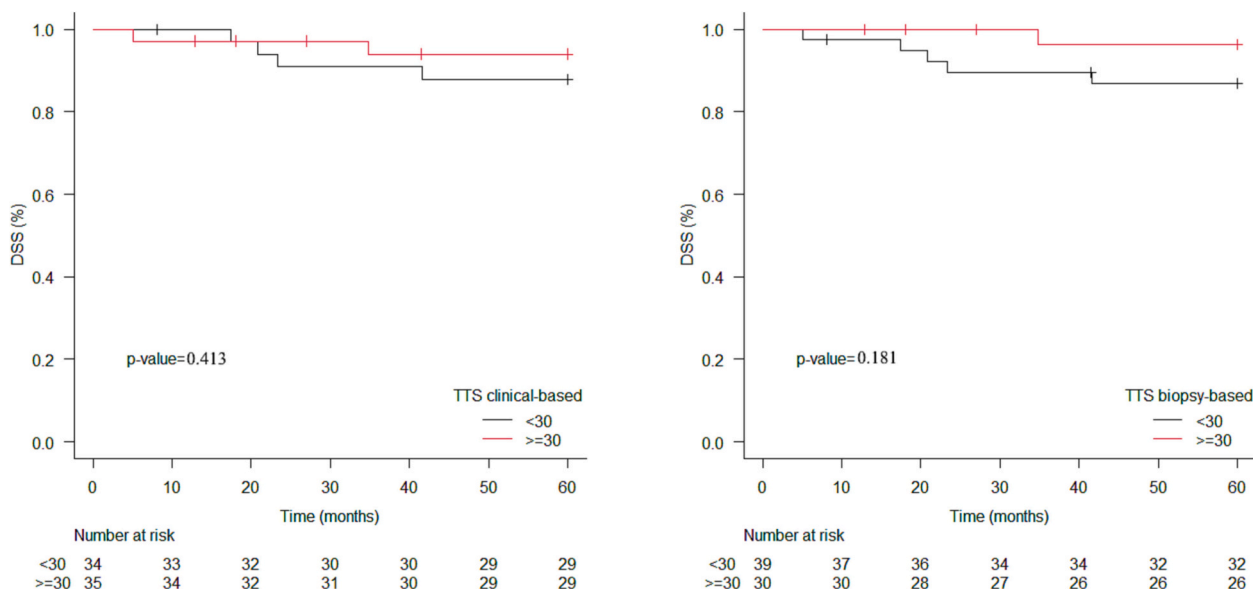 1.0
0.8
0.6
0.4
0.2
0.0
DSS (%)
p-value=0.413
TTS clinical-based
<30
>=30
0 10 20 30 40 50 60
Time (months)
Number at risk
<30 34 33 32 30 30 29 29
>=30 35 34 32 31 30 29 29
1.0
0.8
0.6
0.4
0.2
0.0
DSS (%)
p-value=0.181
TTS biopsy-based
<30
>=30
0 10 20 30 40 50 60
Time (months)
Number at risk
<30 39 37 36 34 34 32 32
>=30 30 30 28 27 26 26 26